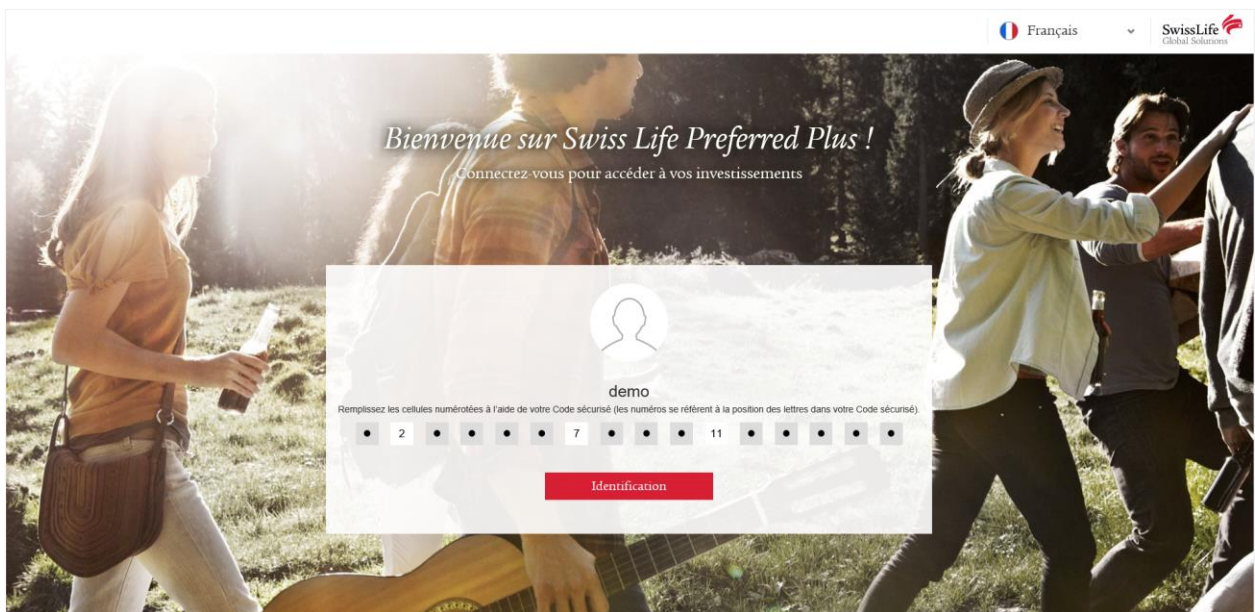 Français
SwissLife
Global Solutions
Bienvenue sur Swiss Life Preferred Plus !
Connectez-vous pour accéder à vos investissements
demo
Remplissez les cellules numérotées à l'aide de votre Code sécurisé (les numéros se réfèrent à la position des lettres dans votre Code sécurisé).
• 2 • • • • 7 • • • 11 • • • • •
Identification